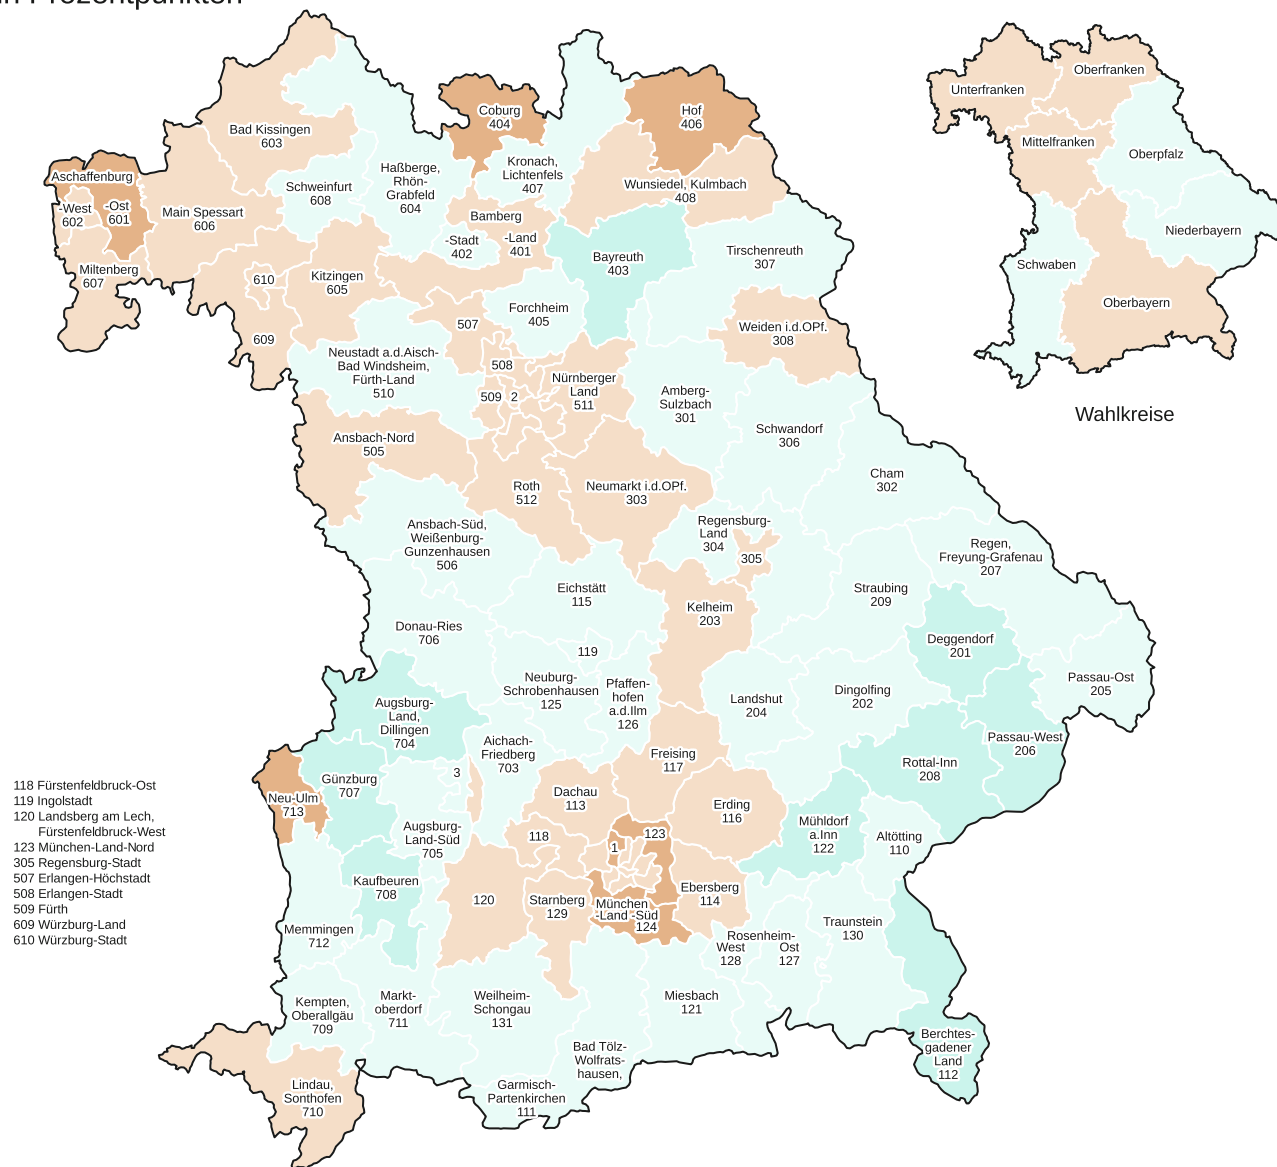 in Prozentpunkten
Coburg
404
Hof
406
Bad Kissingen
603
Haßberge,
Rhön-
Grabfeld
604
Kronach,
Lichtenfels
407
Wunsiedel, Kulmbach
408
Aschaffenburg
-West
602
-Ost
601
Schweinfurt
608
Main Spessart
606
Bamberg
-Stadt
402
-Land
401
Bayreuth
403
Tirschenreuth
307
Miltenberg
607
610
Kitzingen
605
609
Forchheim
405
507
Weiden i.d.OPf.
308
Neustadt a.d.Aisch-
Bad Windsheim,
Fürth-Land
510
508
509
2
Nürnberger
Land
511
Amberg-
Sulzbach
301
Schwandorf
306
Ansbach-Nord
505
Cham
302
Roth
512
Neumarkt i.d.OPf.
303
Ansbach-Süd,
Weißenburg-
Gunzenhausen
506
Regensburg-
Land
304
305
Regen,
Freyung-Grafenau
207
Eichstätt
115
Kelheim
203
Straubing
209
Donau-Ries
706
119
Deggendorf
201
Neuburg-
Schrobenhausen
125
Pfaffen-
hofen
a.d.Ilm
126
Landshut
204
Dingolfing
202
Passau-Ost
205
Augsburg-
Land,
Dillingen
704
Aichach-
Friedberg
703
Freising
117
Passau-West
206
Rottal-Inn
208
3
Günzburg
707
Neu-Ulm
713
Dachau
113
Erding
116
Augsburg-
Land-Süd
705
118
1
123
Mühldorf
a.Inn
122
Altötting
110
Kaufbeuren
708
120
Starnberg
129
München
-Land -Süd
124
Ebersberg
114
Memmingen
712
Rosenheim-
West
128
Ost
127
Traunstein
130
Kempten,
Oberallgäu
709
Markt-
oberdorf
711
Weilheim-
Schongau
131
Miesbach
121
Bad Tölz-
Wolfrats-
hausen,
Garmisch-
Partenkirchen
111
Berchtes-
gadener
Land
112
Lindau,
Sonthofen
710
118 Fürstenfeldbruck-Ost
119 Ingolstadt
120 Landsberg am Lech,
Fürstenfeldbruck-West
123 München-Land-Nord
305 Regensburg-Stadt
507 Erlangen-Höchstadt
508 Erlangen-Stadt
509 Fürth
609 Würzburg-Land
610 Würzburg-Stadt
Unterfranken
Oberfranken
Mittelfranken
Oberpfalz
Niederbayern
Schwaben
Oberbayern
Wahlkreise